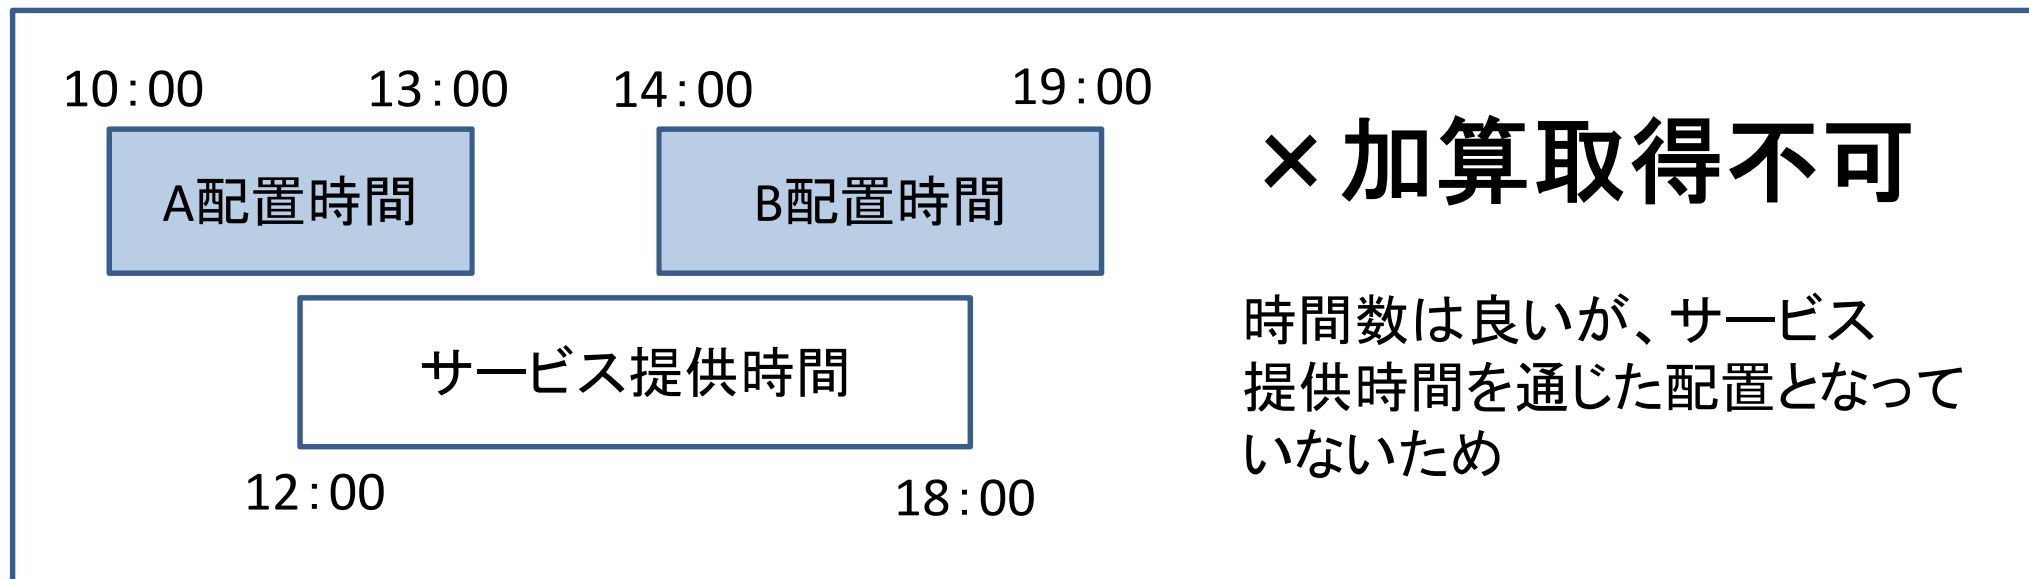 10：00 13：00 14：00 19：00
A配置時間 B配置時間
サービス提供時間
12：00 18：00
×加算取得不可
時間数は良いが、サービス
提供時間を通じた配置となって
いないため